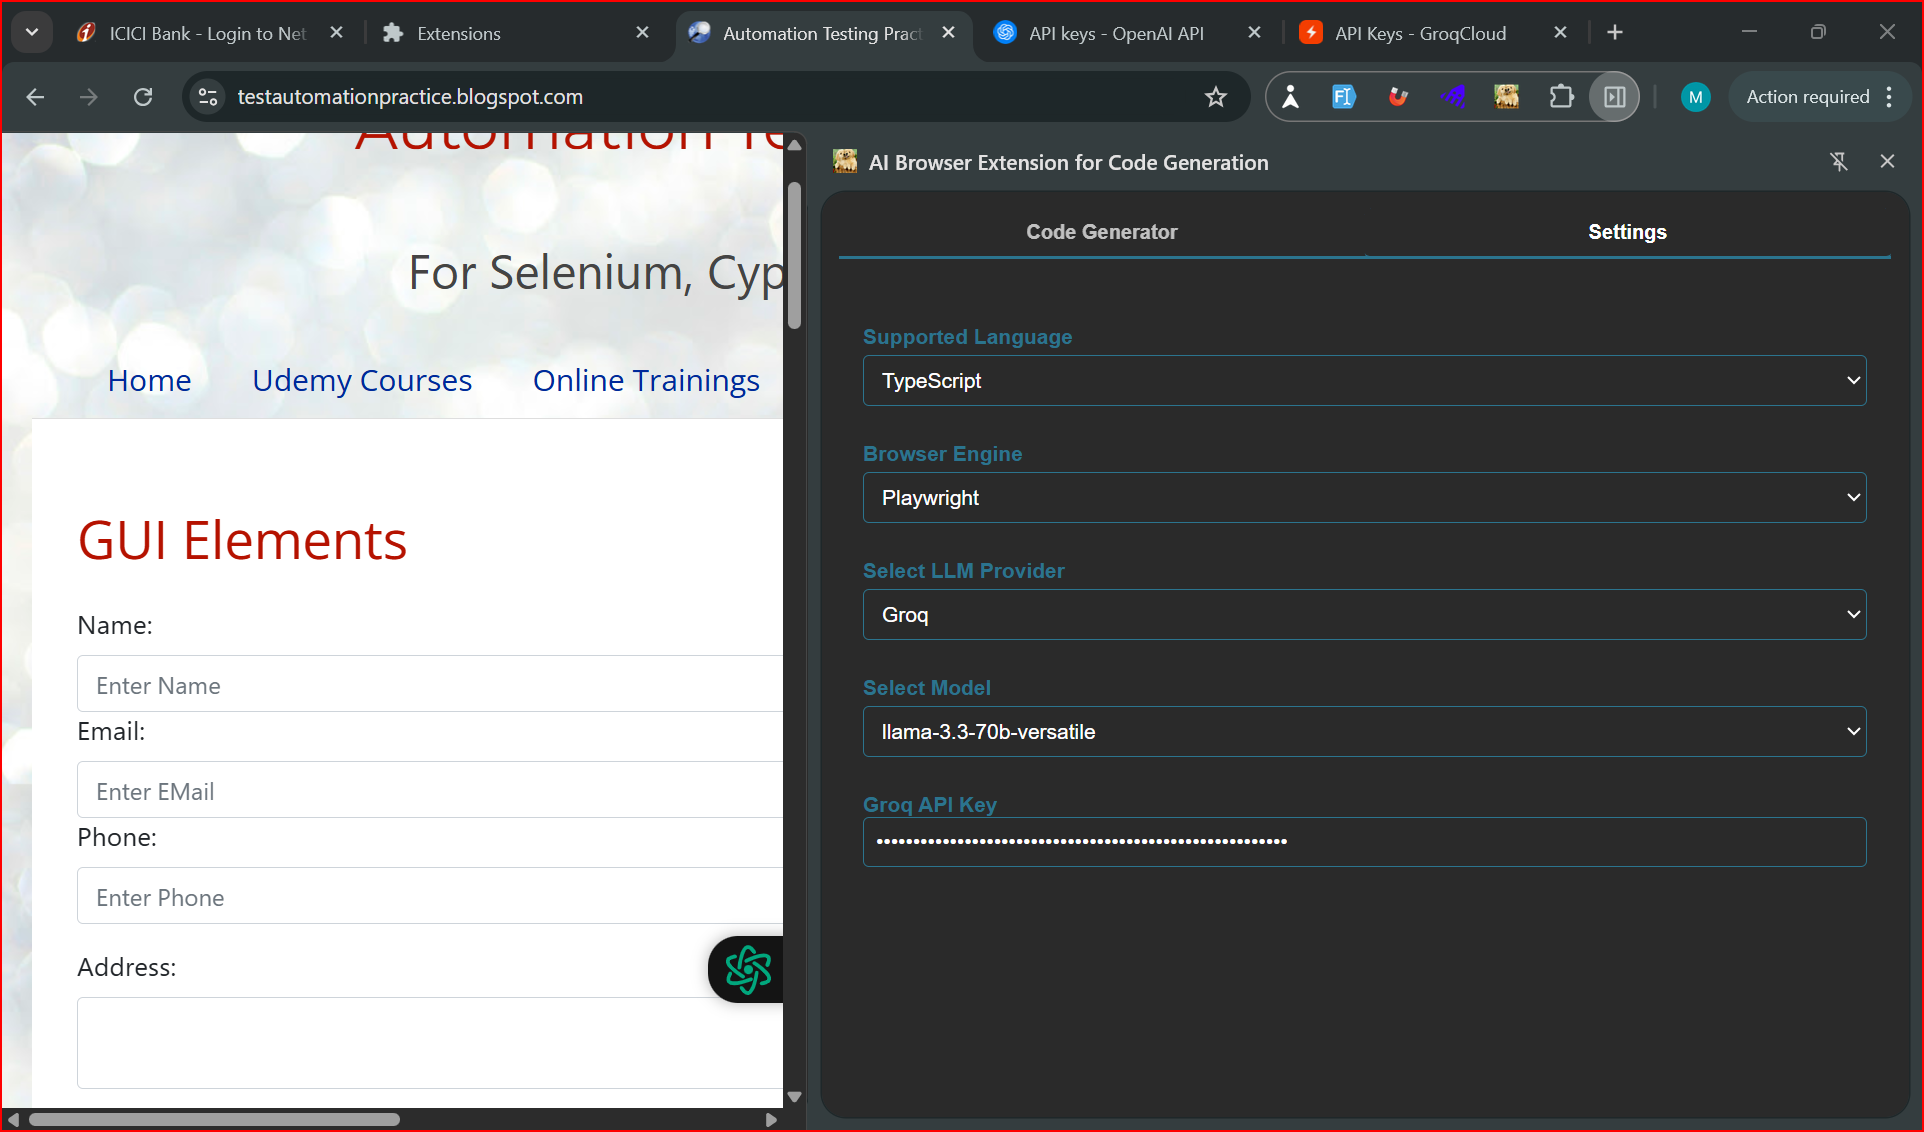 ICICI Bank - Login to Net
Extensions
Automation Testing Pract
API keys - OpenAI API
API Keys - GroqCloud
testautomationpractice.blogspot.com
M
Action required
Automation Te
For Selenium, Cyp
Home
Udemy Courses
Online Trainings
GUI Elements
Name:
Enter Name
Email:
Enter EMail
Phone:
Enter Phone
Address:
AI Browser Extension for Code Generation
Code Generator
Settings
Supported Language
TypeScript
Browser Engine
Playwright
Select LLM Provider
Groq
Select Model
llama-3.3-70b-versatile
Groq API Key